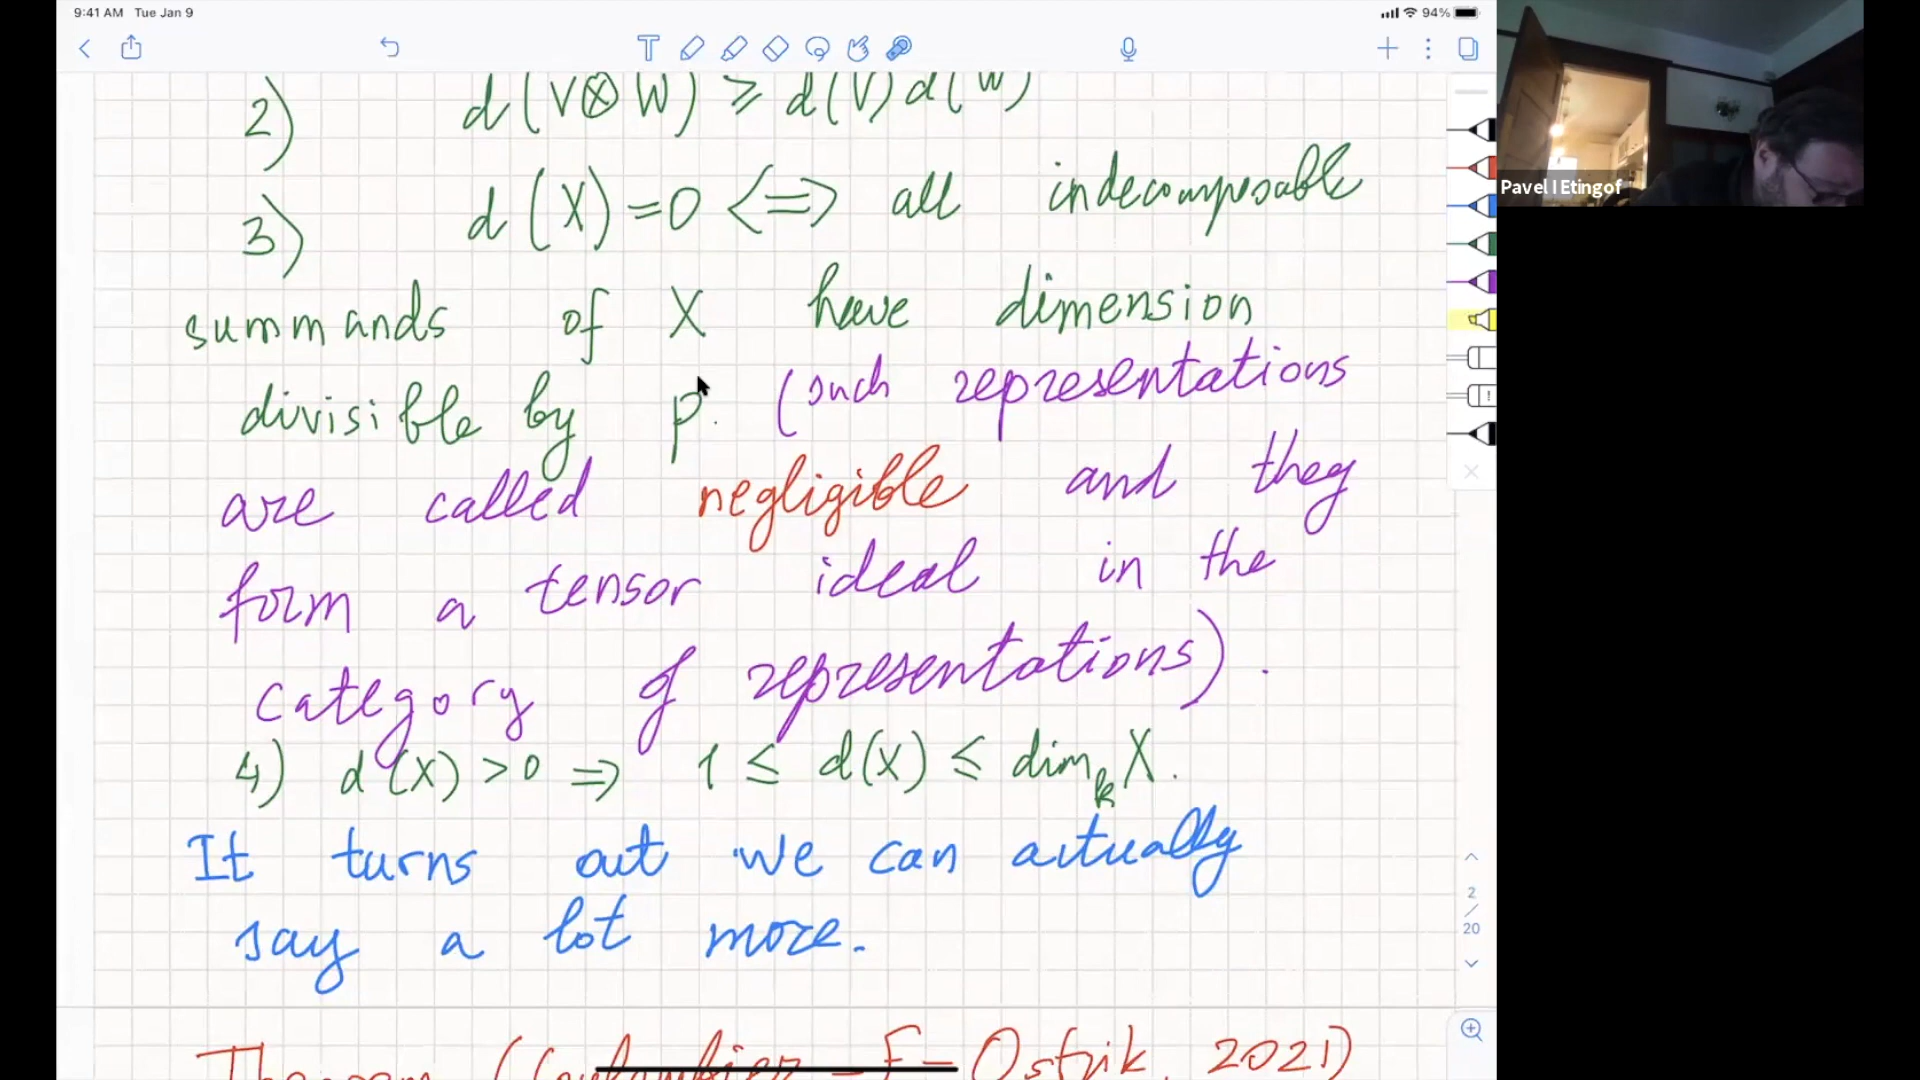 9:41 AM Tue Jan 9
94%
2) d(V⊗W) ≥ d(V)d(W)
3) d(X)=0 <=> all indecomposable
summands of X have dimension
divisible by p. (such representations
are called negligible and they
form a tensor ideal in the
category of representations).
4) d(X) >0 => 1 ≤ d(X) ≤ dim_k X.
It turns out we can actually
say a lot more.
Theorem (Coulembier – E – Ostrik, 2021)
2
/
20
Pavel I Etingof